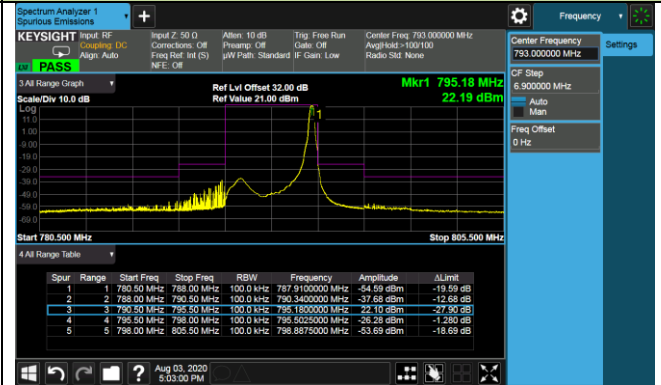 Spectrum Analyzer 1
Spurious Emissions
Frequency
KEYSIGHT Input: RF Input Z: 50 Ω Atten: 10 dB Trig: Free Run Center Freq: 793.000000 MHz
Coupling: DC Corrections: Off Preamp: Off Gate: Off Avg|Hold:>100/100
Align: Auto Freq Ref: Int (S) µW Path: Standard IF Gain: Low Radio Std: None
NFE: Off
PASS
Center Frequency
793.000000 MHz
Settings
CF Step
6.900000 MHz
Auto
Man
Freq Offset
0 Hz
3 All Range Graph
Ref Lvl Offset 32.00 dB
Mkr1 795.18 MHz
Scale/Div 10.0 dB
Ref Value 21.00 dBm
22.19 dBm
Log
11.0
1.00
-9.00
-19.0
-29.0
-39.0
-49.0
-59.0
-69.0
1
Start 780.500 MHz
Stop 805.500 MHz
4 All Range Table
Spur Range Start Freq Stop Freq RBW Frequency Amplitude ΔLimit
1 1 780.50 MHz 788.00 MHz 100.0 kHz 787.9100000 MHz -54.59 dBm -19.59 dB
2 2 788.00 MHz 790.50 MHz 100.0 kHz 790.3400000 MHz -37.68 dBm -12.68 dB
3 3 790.50 MHz 795.50 MHz 100.0 kHz 795.1800000 MHz 22.10 dBm -27.90 dB
4 4 795.50 MHz 798.00 MHz 100.0 kHz 795.5025000 MHz -26.28 dBm -1.280 dB
5 5 798.00 MHz 805.50 MHz 100.0 kHz 798.8875000 MHz -53.69 dBm -18.69 dB
?
Aug 03, 2020
5:03:00 PM